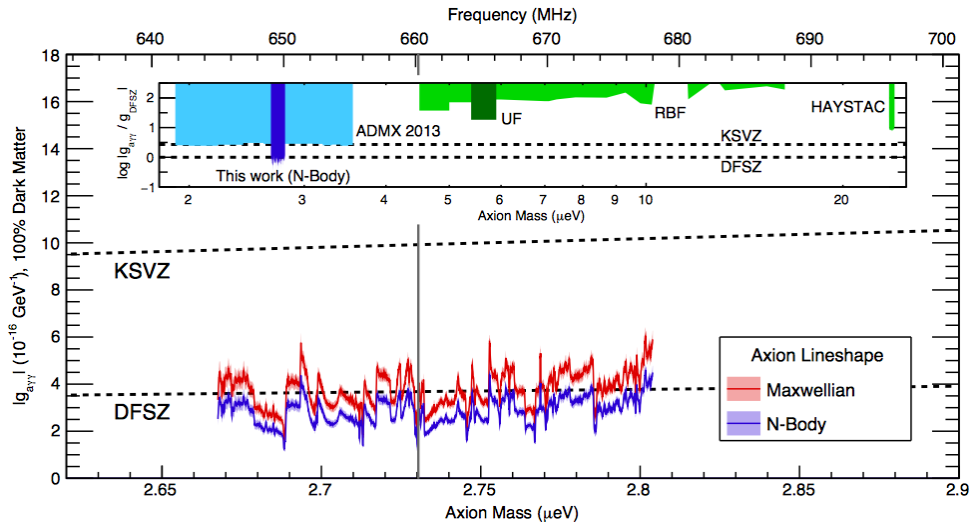 Frequency (MHz)
640 650 660 670 680 690 700
18
16
14
12
10
8
6
4
2
0
|gaγγ| (10-16 GeV-1), 100% Dark Matter
2
1
0
−1
log |gaγγ / gDFSZ|
ADMX 2013
UF
RBF
HAYSTAC
KSVZ
DFSZ
This work (N-Body)
2 3 4 5 6 7 8 9 10 20
Axion Mass (μeV)
KSVZ
DFSZ
Axion Lineshape
Maxwellian
N-Body
2.65 2.7 2.75 2.8 2.85 2.9
Axion Mass (μeV)